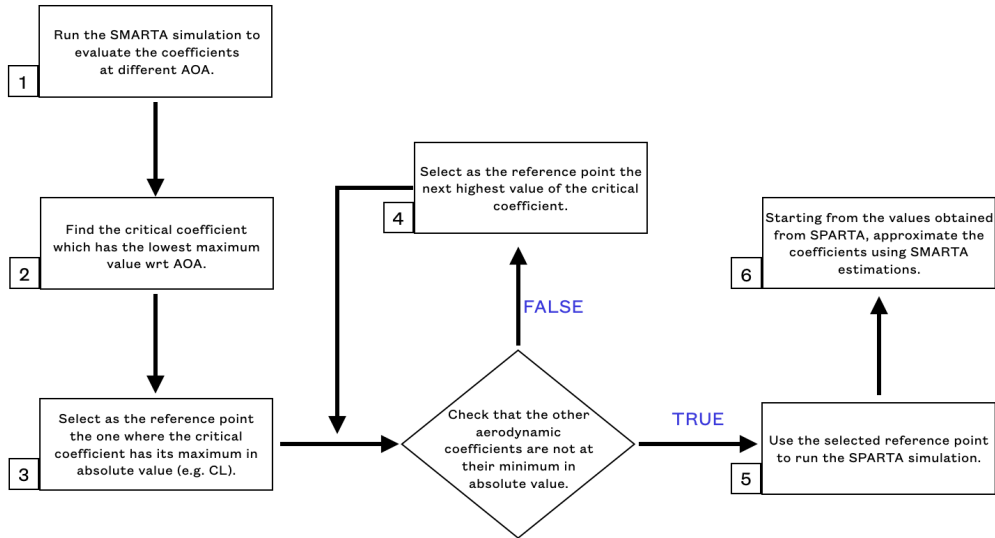 Run the SMARTA simulation to
evaluate the coefficients
at different AOA.
1
Find the critical coefficient
which has the lowest maximum
value wrt AOA.
2
Select as the reference point
the one where the critical
coefficient has its maximum in
absolute value (e.g. CL).
3
Select as the reference point the
next highest value of the critical
coefficient.
4
FALSE
Check that the other
aerodynamic
coefficients are not at
their minimum in
absolute value.
TRUE
Use the selected reference point
to run the SPARTA simulation.
5
Starting from the values obtained
from SPARTA, approximate the
coefficients using SMARTA
estimations.
6